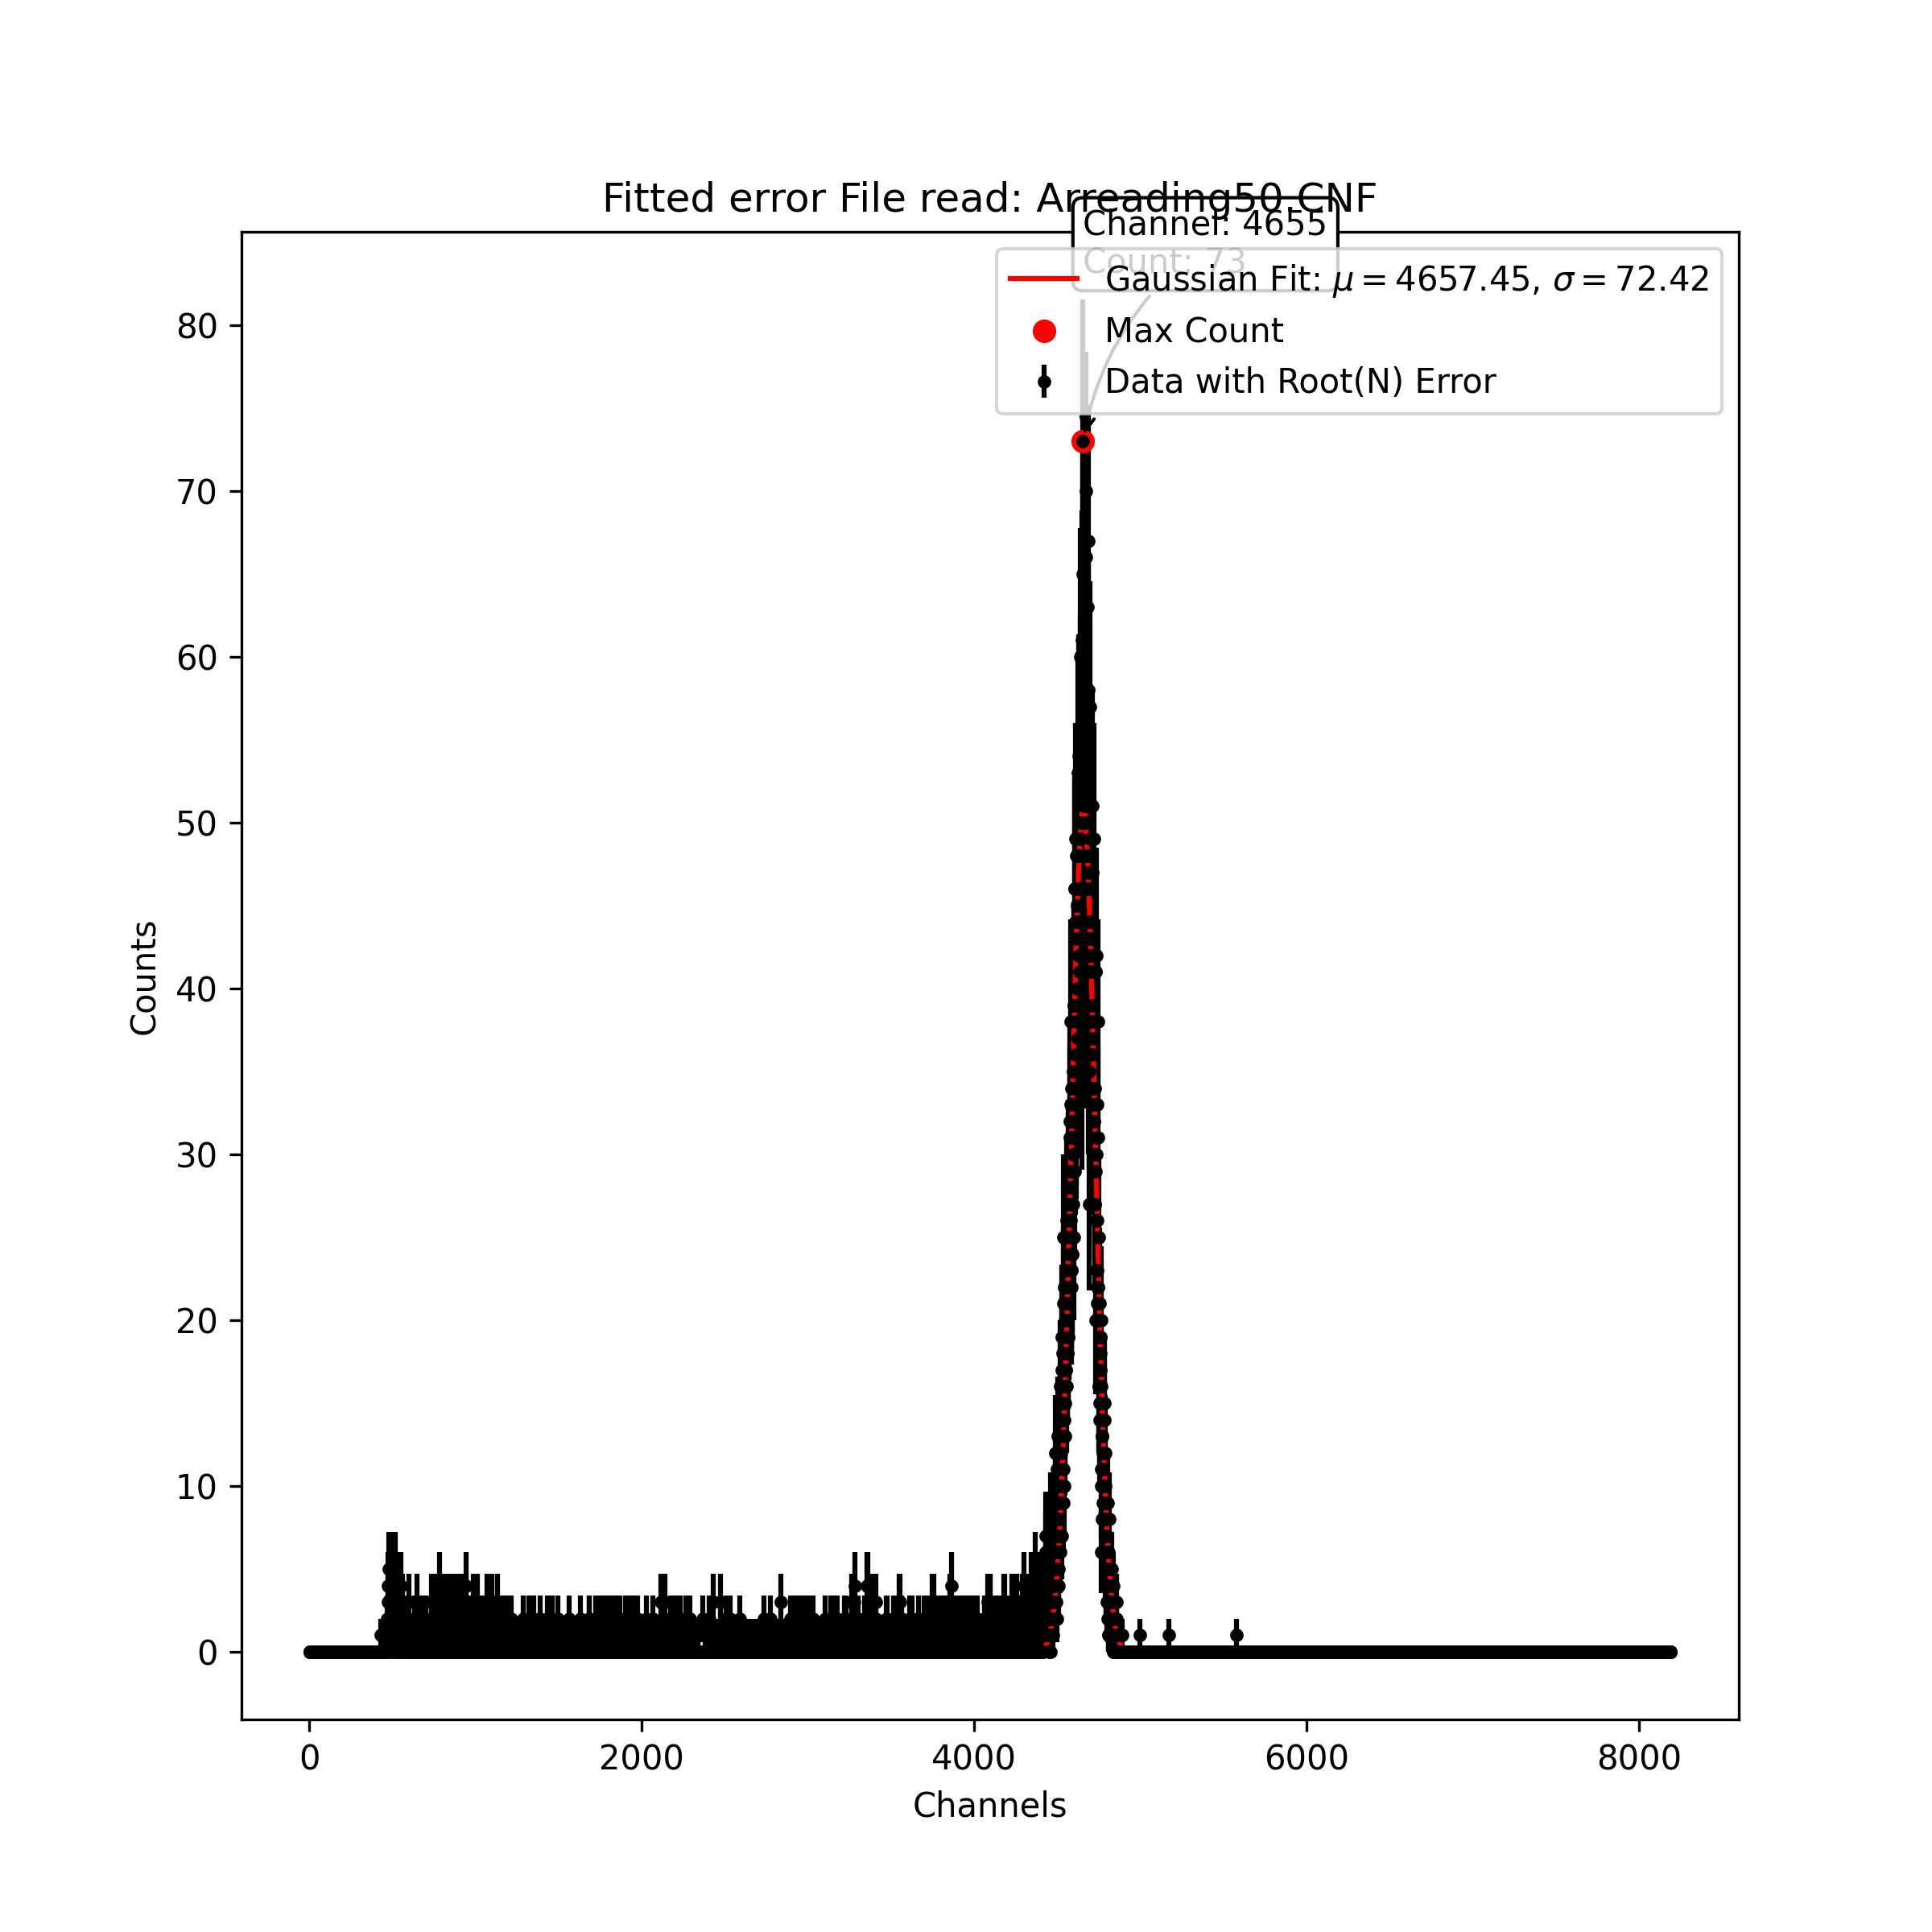 Fitted error File read: Arreading50 CNF
Channel: 4655
Count: 73
Gaussian Fit: μ = 4657.45, σ = 72.42
Max Count
Data with Root(N) Error
80
70
60
50
40
30
20
10
0
Counts
0 2000 4000 6000 8000
Channels